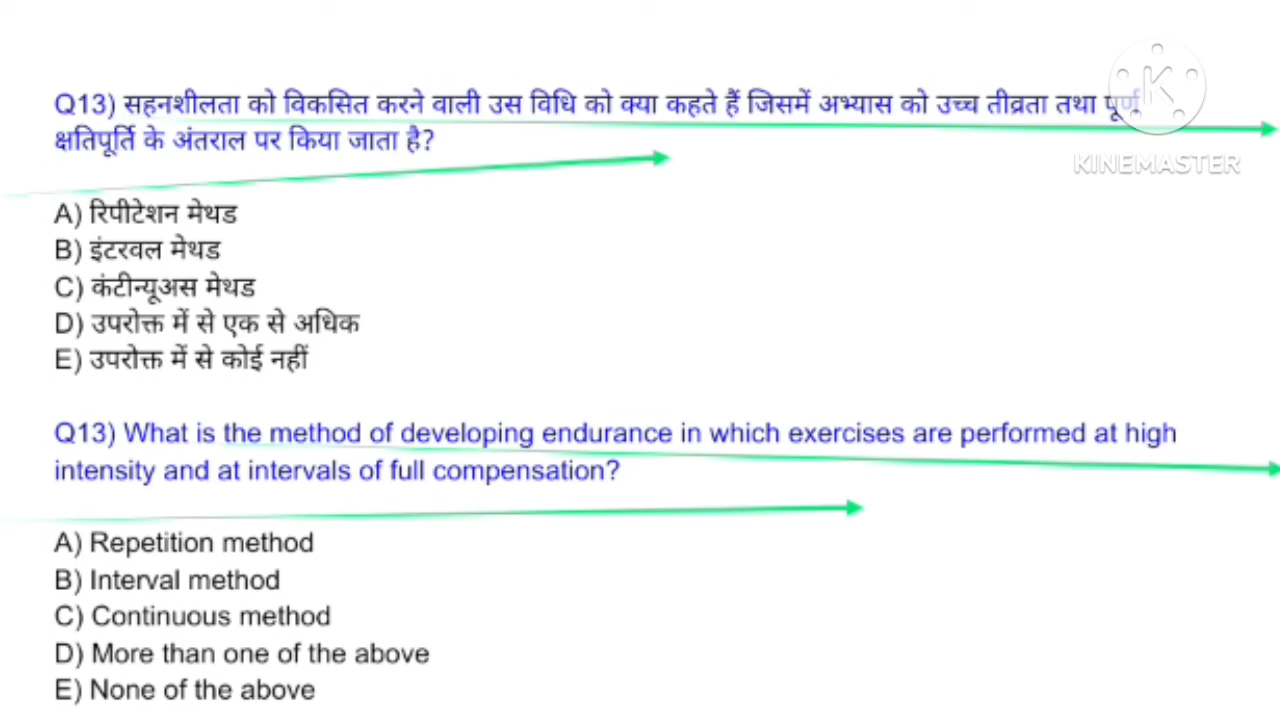 Q13) सहनशीलता को विकसित करने वाली उस विधि को क्या कहते हैं जिसमें अभ्यास को उच्च तीव्रता तथा पूर्ण
क्षतिपूर्ति के अंतराल पर किया जाता है?
KINEMASTER
A) रिपीटेशन मेथड
B) इंटरवल मेथड
C) कंटीन्यूअस मेथड
D) उपरोक्त में से एक से अधिक
E) उपरोक्त में से कोई नहीं
Q13) What is the method of developing endurance in which exercises are performed at high
intensity and at intervals of full compensation?
A) Repetition method
B) Interval method
C) Continuous method
D) More than one of the above
E) None of the above